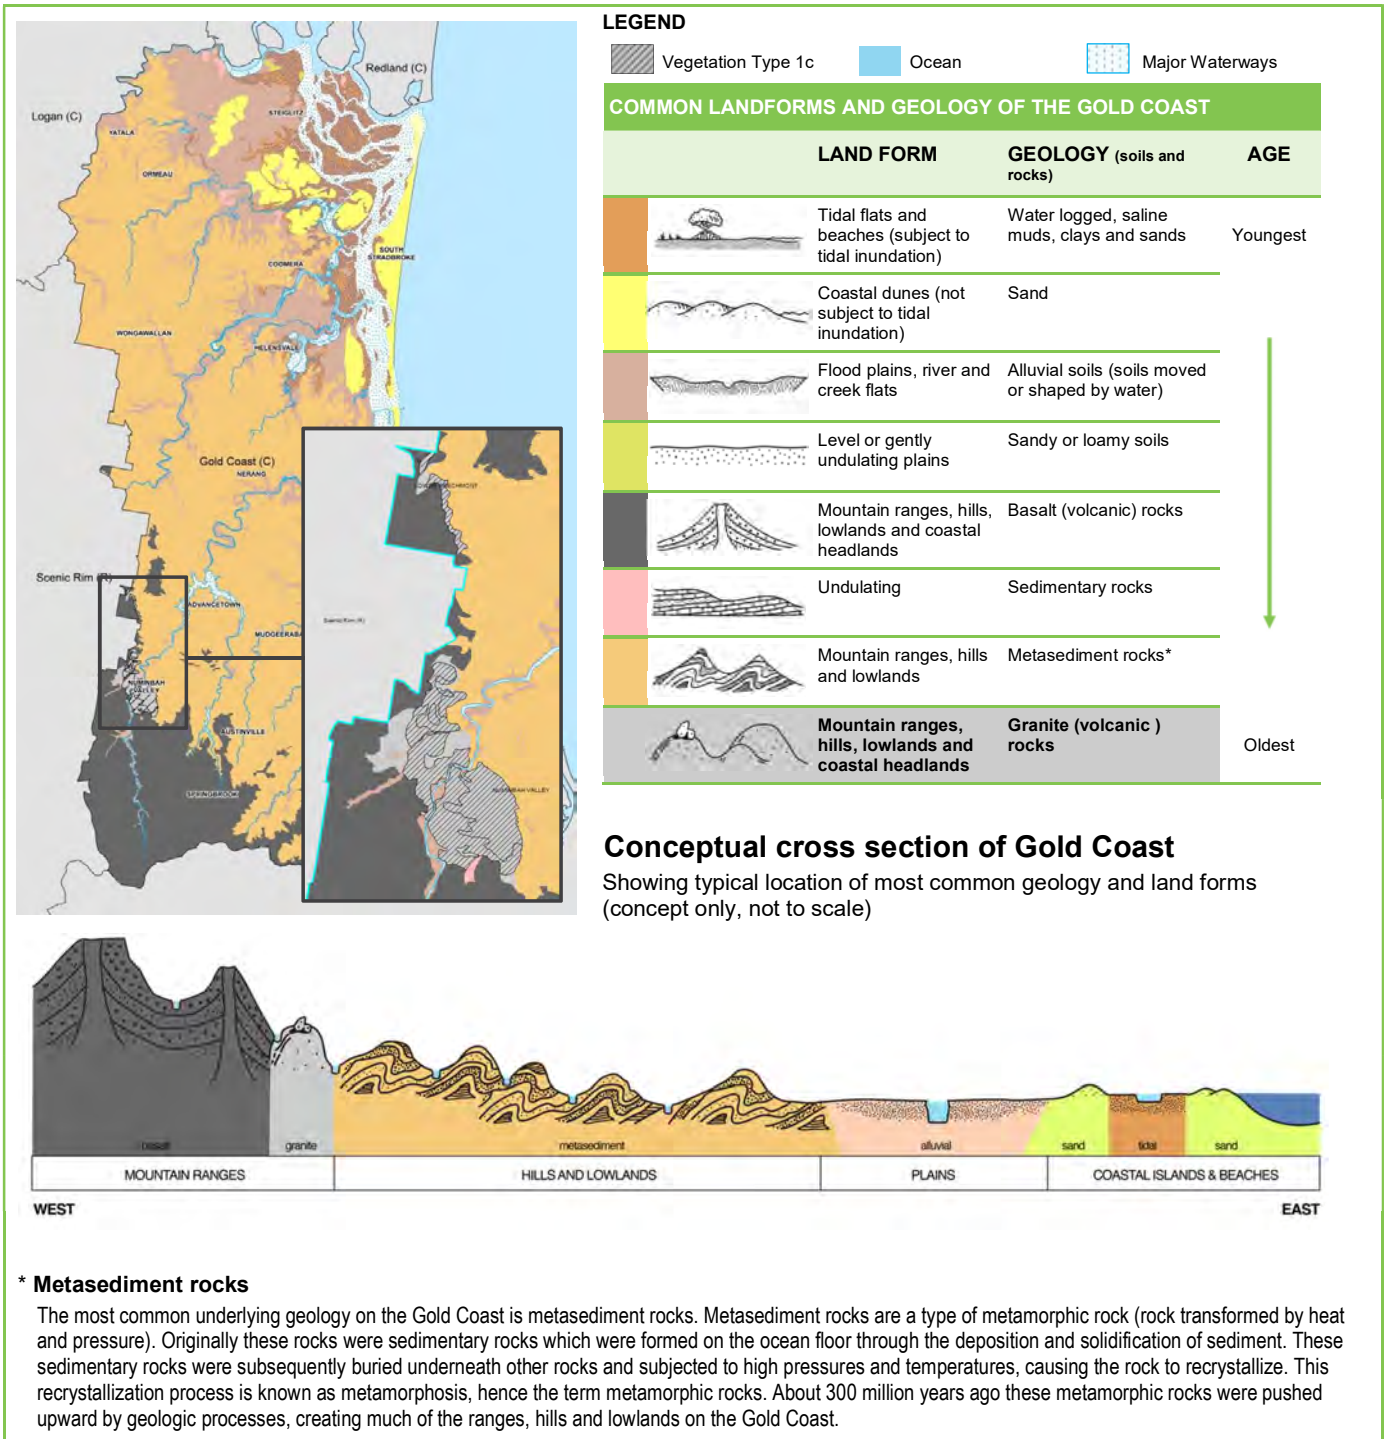 LEGEND
Vegetation Type 1c
Ocean
Major Waterways
COMMON LANDFORMS AND GEOLOGY OF THE GOLD COAST
LAND FORM
GEOLOGY (soils and
rocks)
AGE
Tidal flats and
beaches (subject to
tidal inundation)
Water logged, saline
muds, clays and sands
Youngest
Coastal dunes (not
subject to tidal
inundation)
Sand
Flood plains, river and
creek flats
Alluvial soils (soils moved
or shaped by water)
Level or gently
undulating plains
Sandy or loamy soils
Mountain ranges, hills,
lowlands and coastal
headlands
Basalt (volcanic) rocks
Undulating
Sedimentary rocks
Mountain ranges, hills
and lowlands
Metasediment rocks*
Mountain ranges,
hills, lowlands and
coastal headlands
Granite (volcanic )
rocks
Oldest
Redland (C)
Logan (C)
STEIGLITZ
YATALA
ORMEAU
SOUTH
STRADBROKE
COOMERA
WONGAWALLAN
HELENSVALE
Gold Coast (C)
NERANG
Scenic Rim (R)
ADVANCETOWN
MUDGEERABA
NUMINBAH
VALLEY
AUSTINVILLE
SPRINGBROOK
Scenic Rim (R)
NUMINBAH VALLEY
Conceptual cross section of Gold Coast
Showing typical location of most common geology and land forms
(concept only, not to scale)
basalt
granite
metasediment
alluvial
sand
tidal
sand
MOUNTAIN RANGES
HILLS AND LOWLANDS
PLAINS
COASTAL ISLANDS & BEACHES
WEST
EAST
* Metasediment rocks
The most common underlying geology on the Gold Coast is metasediment rocks. Metasediment rocks are a type of metamorphic rock (rock transformed by heat
and pressure). Originally these rocks were sedimentary rocks which were formed on the ocean floor through the deposition and solidification of sediment. These
sedimentary rocks were subsequently buried underneath other rocks and subjected to high pressures and temperatures, causing the rock to recrystallize. This
recrystallization process is known as metamorphosis, hence the term metamorphic rocks. About 300 million years ago these metamorphic rocks were pushed
upward by geologic processes, creating much of the ranges, hills and lowlands on the Gold Coast.